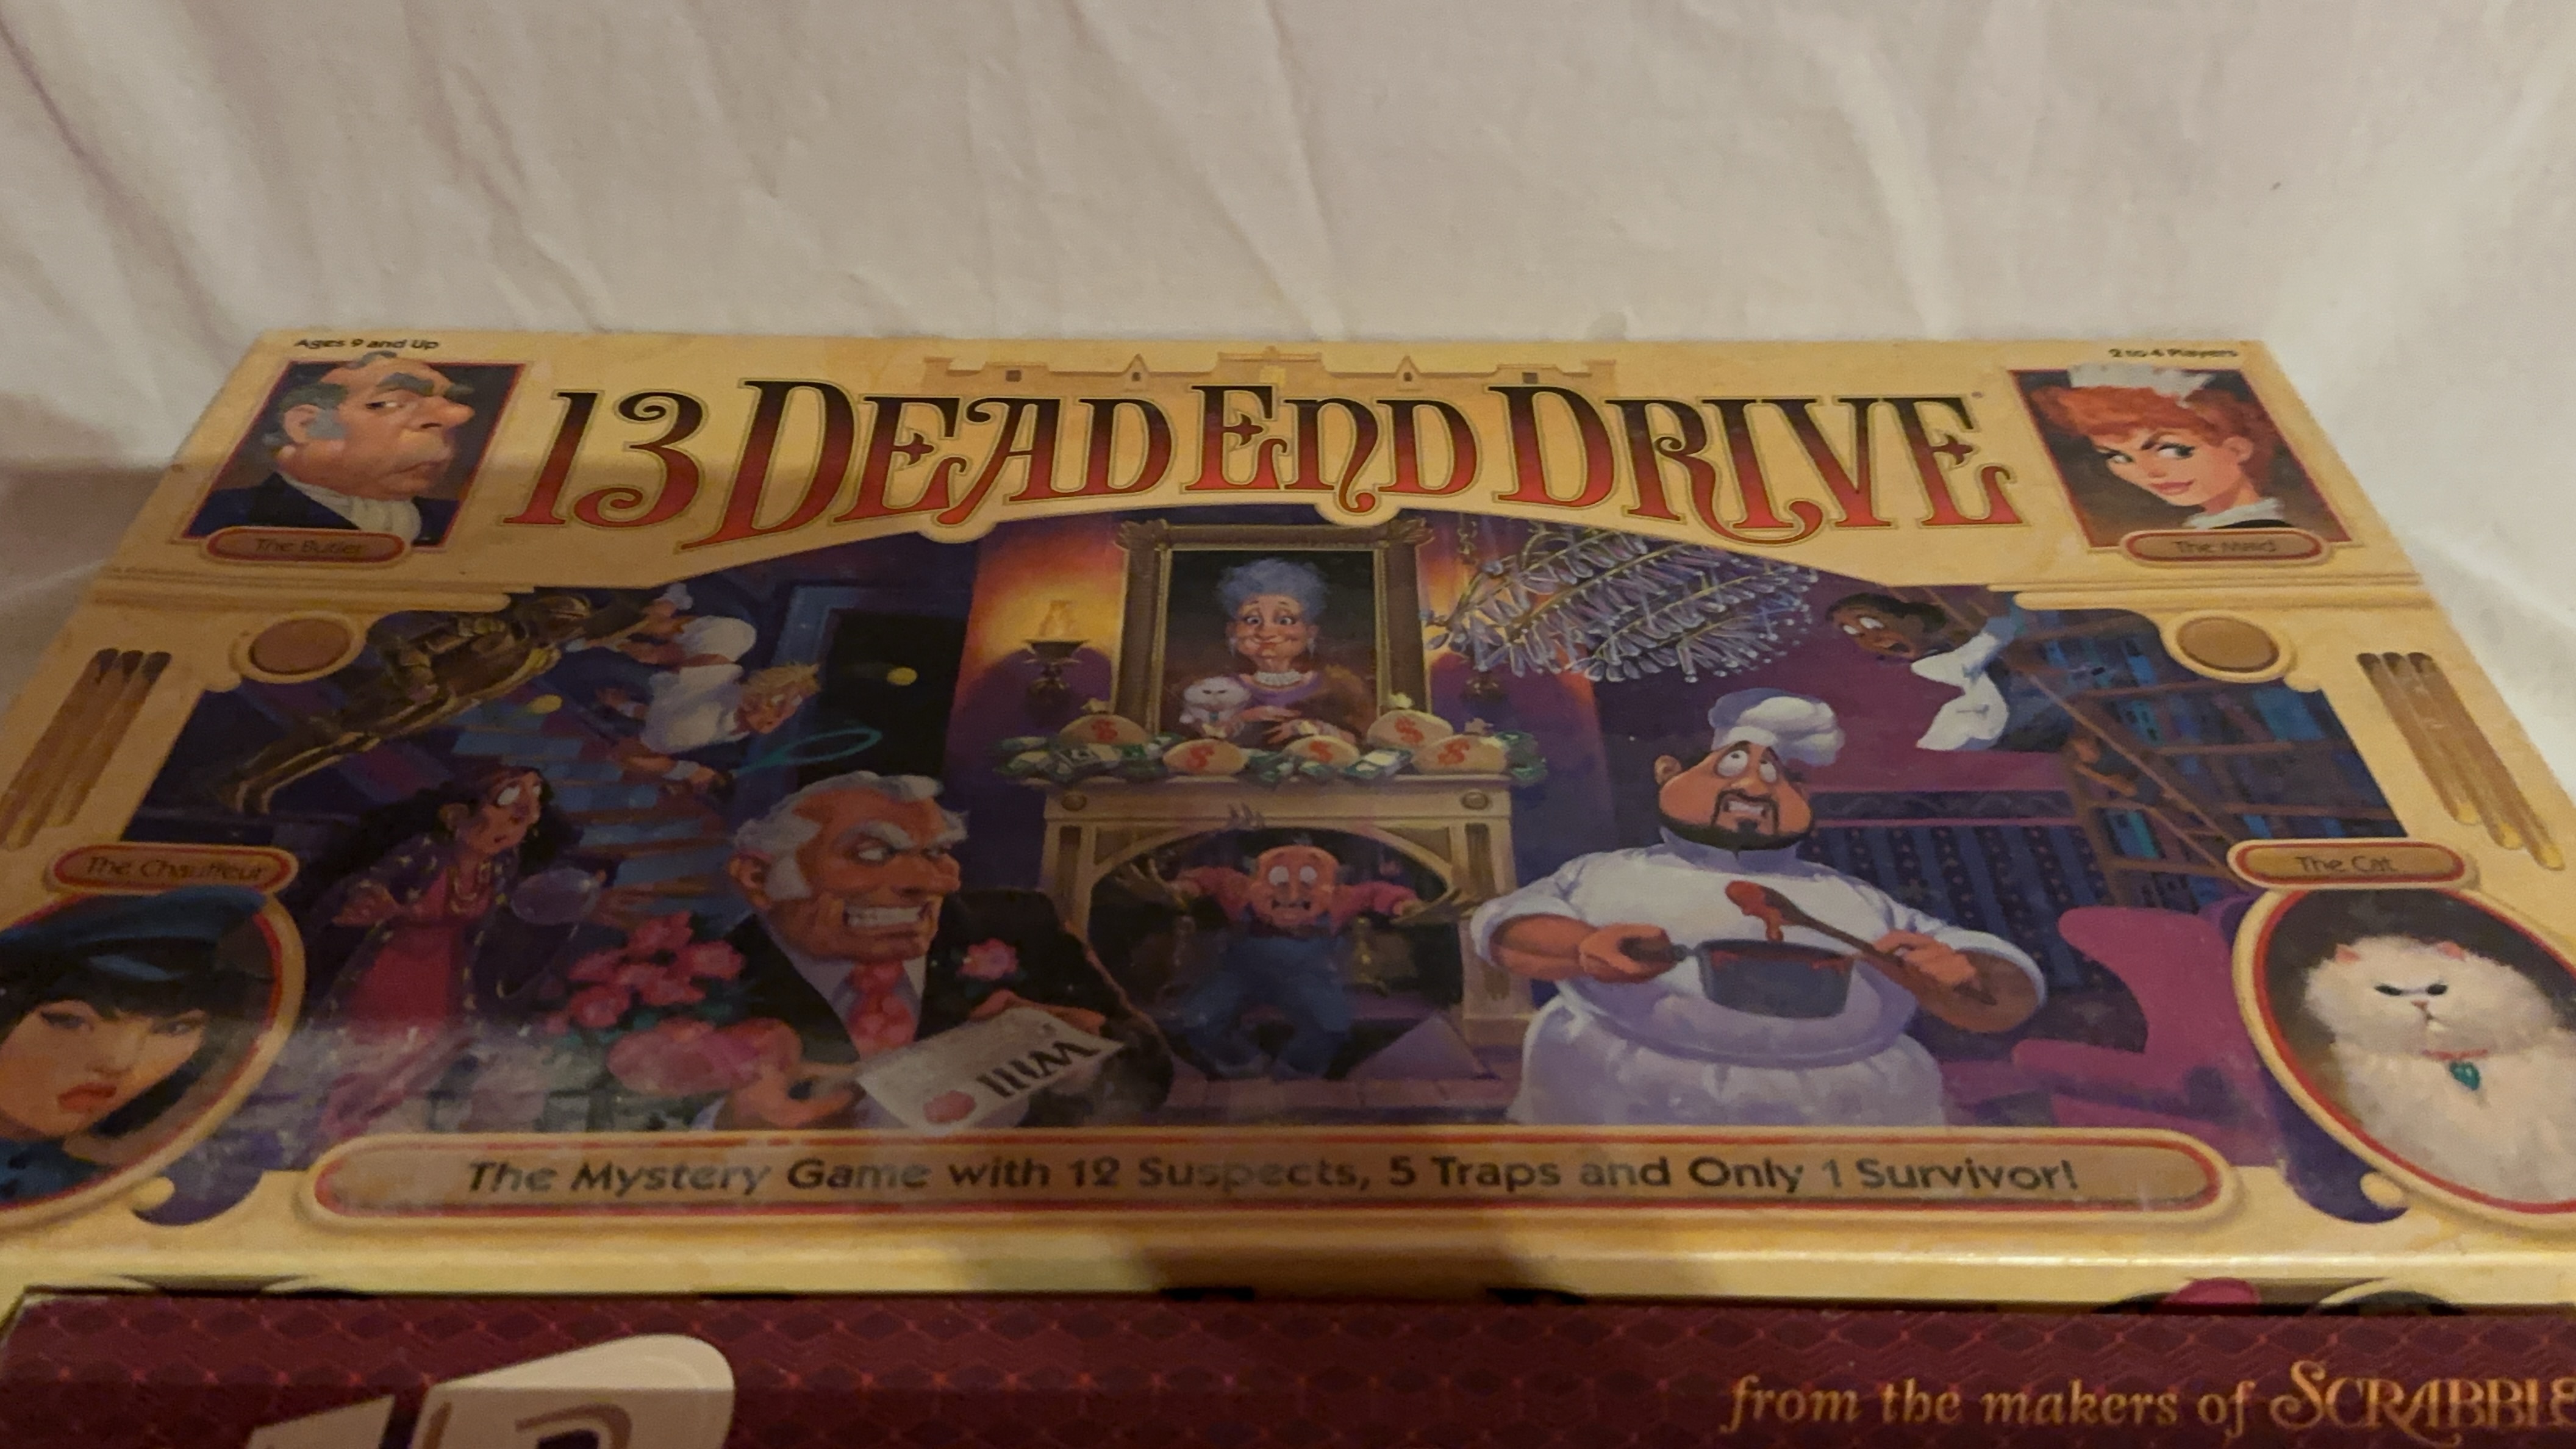 Ages 9 and Up
2 to 4 Players
13 DEAD END DRIVE
The Butler
The Maid
The Chauffeur
The Cat
WILL
The Mystery Game with 12 Suspects, 5 Traps and Only 1 Survivor!
from the makers of SCRABBLE